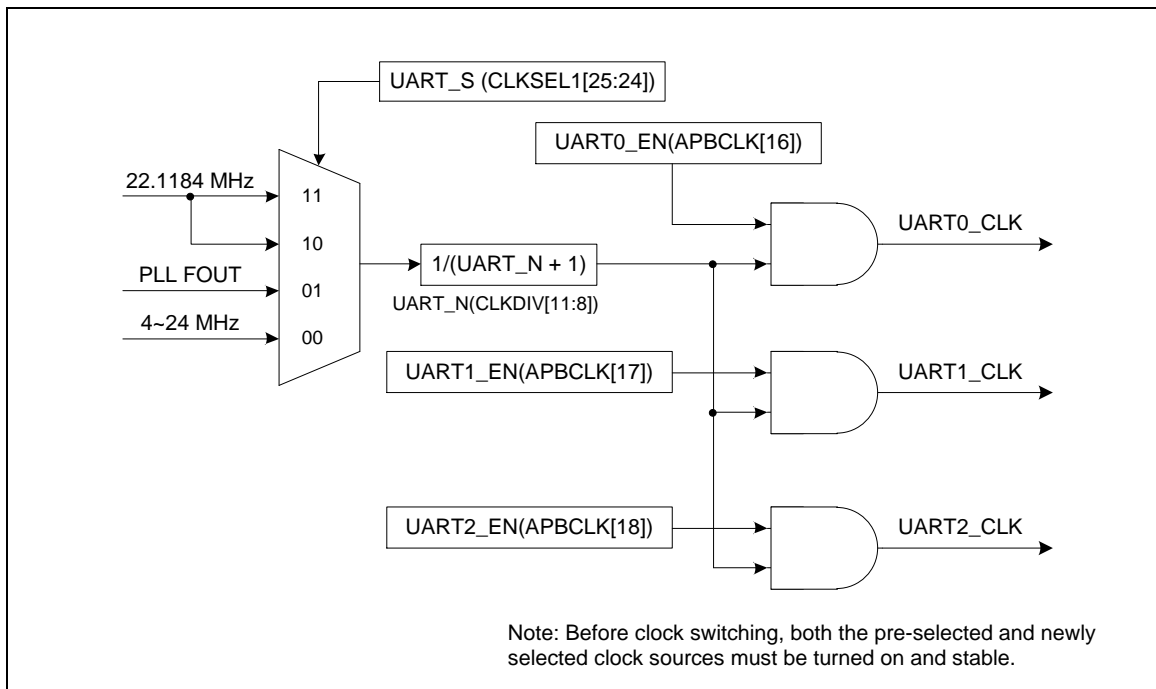 UART_S (CLKSEL1[25:24])
UART0_EN(APBCLK[16])
22.1184 MHz
11
UART0_CLK
10
1/(UART_N + 1)
PLL FOUT
01
UART_N(CLKDIV[11:8])
4~24 MHz
00
UART1_EN(APBCLK[17])
UART1_CLK
UART2_EN(APBCLK[18])
UART2_CLK
Note: Before clock switching, both the pre-selected and newly
selected clock sources must be turned on and stable.